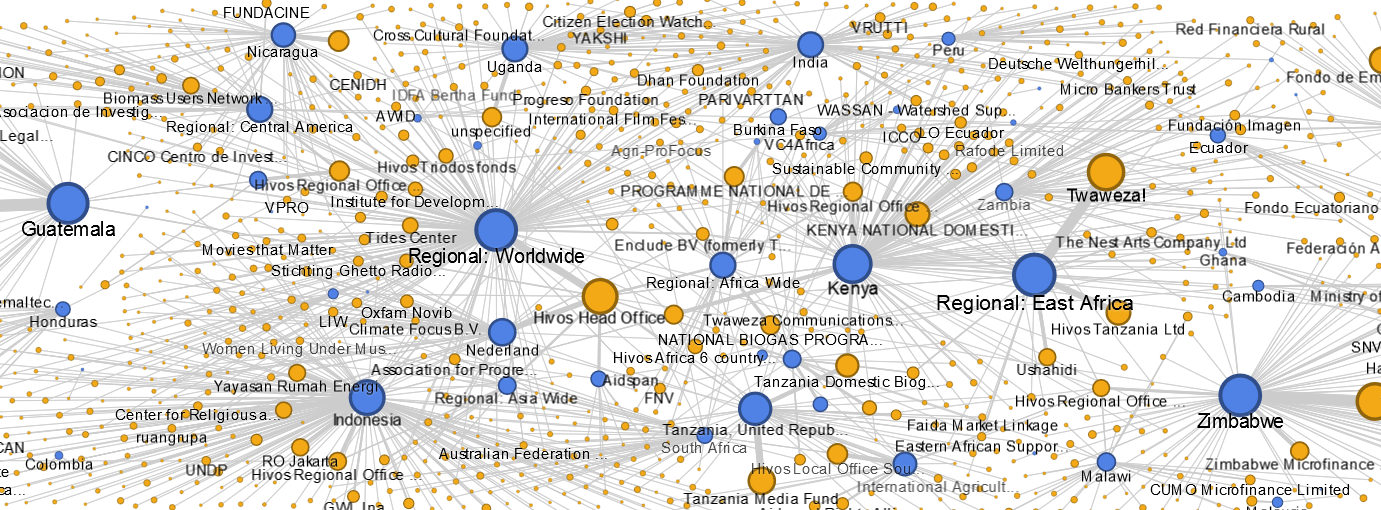 FUNDACINE
Nicaragua
Cross Cultural Foundat...
Uganda
Citizen Election Watch...
YAKSHI
India
VRUTTI
Peru
Red Financiera Rural
Deutsche Welthungerhil...
Fondo de Em
ION
CENIDH
Dhan Foundation
Micro Bankers Trust
Biomass Users Network
IDFA Bertha Fund
Progreso Foundation
PARIVARTTAN
sociacion de Investig...
AWID
International Film Fes...
WASSAN - Watershed Sup...
Regional: Central America
unspecified
Burkina Faso
ICCO
LO Ecuador
Fundación Imagen
Legal...
VC4Africa
Ecuador
CINCO Centro de Invest...
Agri-ProFocus
Rafode Limited
Hivos Triodosfonds
Sustainable Community ...
Hivos Regional Office ...
PROGRAMME NATIONAL DE
Twaweza!
Institute for Developm...
Hivos Regional Office
Zambia
VPRO
Fondo Ecuatoriano
Guatemala
KENYA NATIONAL DOMESTI...
Tides Center
Movies that Matter
Regional: Worldwide
Endude BV (formerly T...
The Nest Arts Company Ltd
Federación A
Stichting Ghetto Radio...
Ghana
Regional: Africa Wide
Kenya
Cambodia
Ministry of
emaltec...
Regional: East Africa
Honduras
Oxfam Novib
LIW
Hivos Head Office
Twaweza Communications...
Climate Focus B.V.
Hivos Tanzania Ltd
NATIONAL BIOGAS PROGRA...
Women Living Under Mus...
Nederland
SNV
Hivos Africa 6 country...
Association for Progre...
Ushahidi
Ha
Yayasan Rumah Energi
Aidspan
Tanzania Domestic Biog...
Regional: Asia Wide
FNV
Hivos Regional Office ...
Center for Religious a...
Indonesia
Zimbabwe
Tanzania, United Repub...
Faida Market Linkage
ruangrupa
CAN
South Africa
Eastern African Suppor...
Australian Federation ...
Colombia
RO Jakarta
UNDP
Hivos Regional Office ...
Hivos Local Office Sou...
Malawi
Zimbabwe Microfinance
te
International Agricult...
CUMO Microfinance Limited
ca...
Tanzania Media Fund